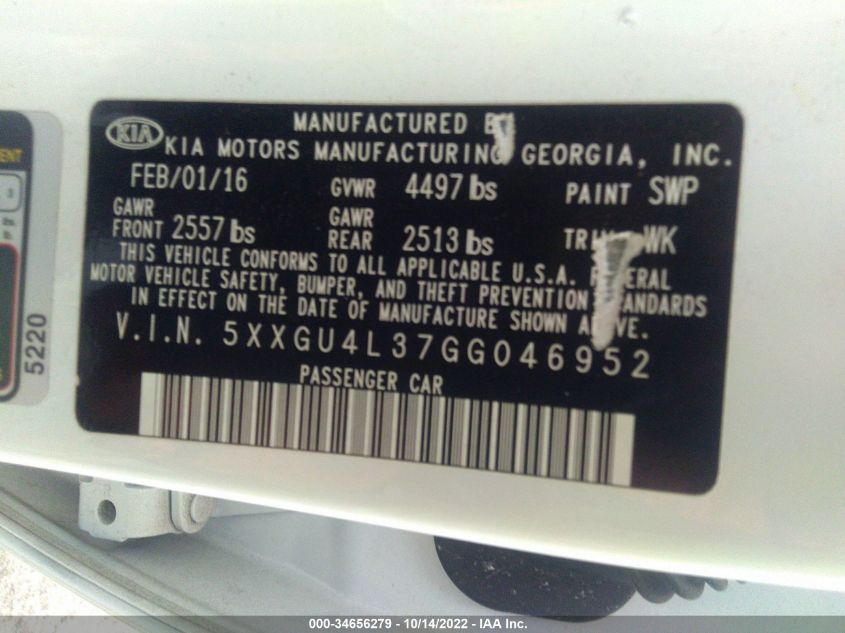 MANUFACTURED
KIA
KIA MOTORS MANUFACTURING GEORGIA, INC.
FEB/01/16 GVWR 4497 lbs PAINT SWP
GAWR FRONT 2557 lbs GAWR REAR 2513 lbs WK
THIS VEHICLE CONFORMS TO ALL APPLICABLE U.S.A.
MOTOR VEHICLE SAFETY, BUMPER, AND THEFT PREVENTION
IN EFFECT ON THE DATE OF MANUFACTURE SHOWN
V.I.N. 5XXGU4L37GG046952
PASSENGER CAR
5220
000-34656279 - 10/14/2022 - IAA Inc.